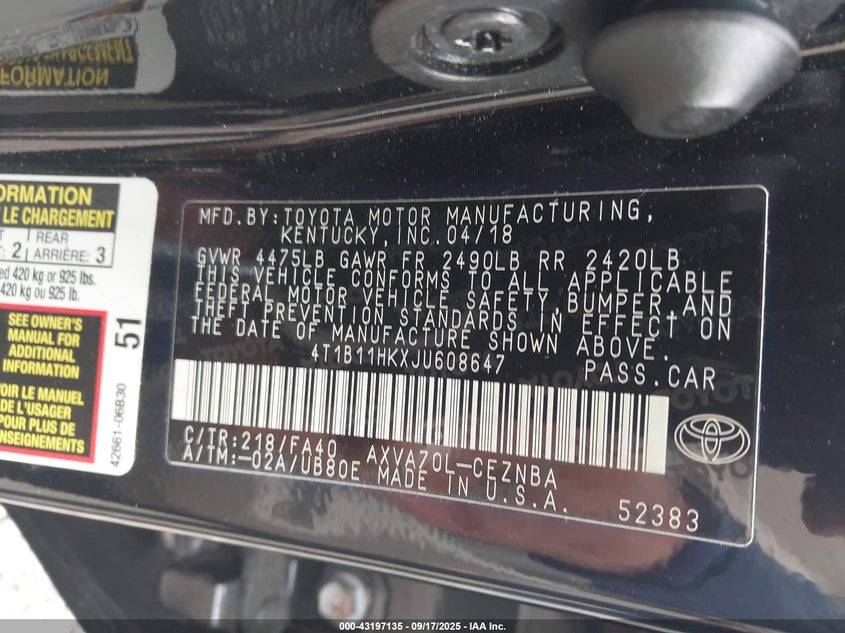 ORMATION
LE CHARGEMENT
REAR
: 2 ARRIÈRE: 3
ed 420 kg or 925 lbs.
420 kg ou 925 lb.
SEE OWNER'S
MANUAL FOR
ADDITIONAL
INFORMATION
VOIR LE MANUEL
DE L'USAGER
POUR PLUS DE
RENSEIGNEMENTS
51
42661-06B30
MFD.BY:TOYOTA MOTOR MANUFACTURING,
KENTUCKY,INC.04/18
GVWR 4475LB GAWR FR 2490LB RR 2420LB
THIS VEHICLE CONFORMS TO ALL APPLICABLE
FEDERAL MOTOR VEHICLE SAFETY,BUMPER,AND
THEFT PREVENTION STANDARDS IN EFFECT ON
THE DATE OF MANUFACTURE SHOWN ABOVE.
4T1B11HKXJU608647 PASS.CAR
C/TR:218/FA40 AXVA70L-CEZNBA
A/TM:-02A/UB80E MADE IN U.S.A.
52383
000-43197135 - 09/17/2025 - IAA Inc.